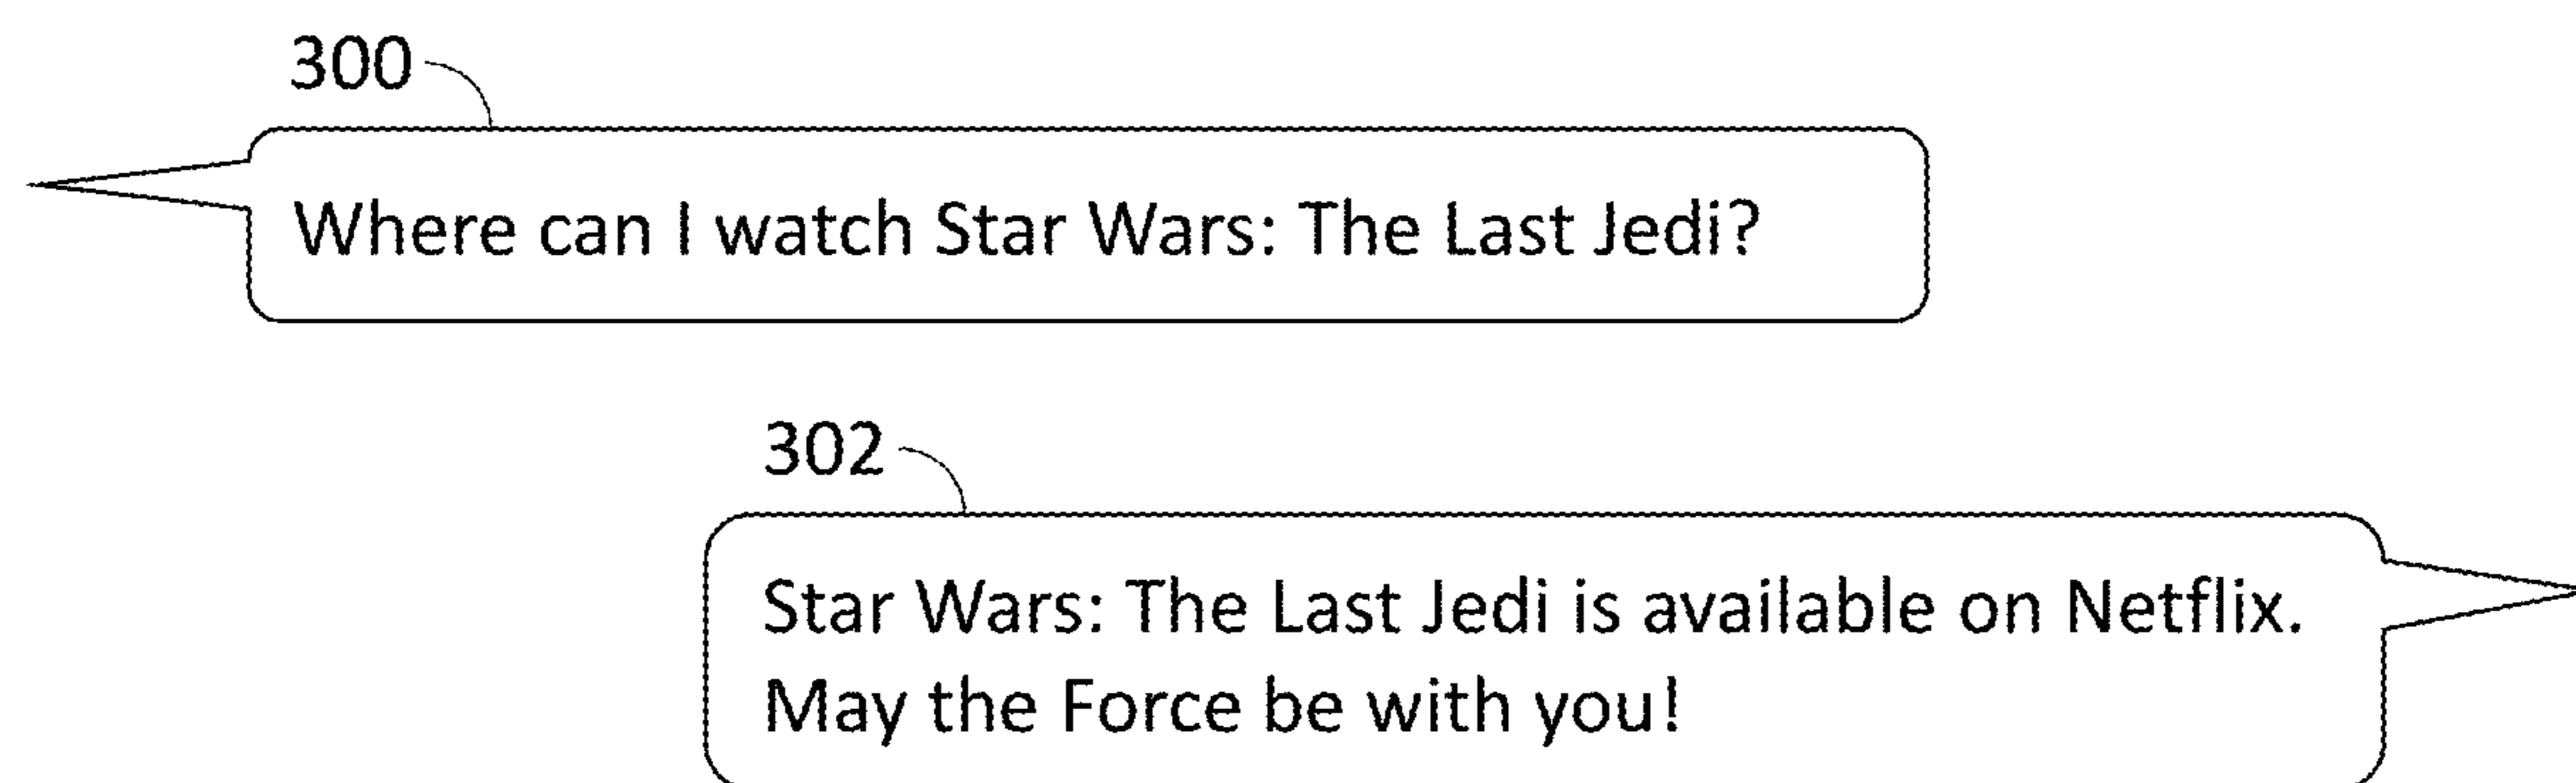 300
Where can I watch Star Wars: The Last Jedi?
302
Star Wars: The Last Jedi is available on Netflix.
May the Force be with you!